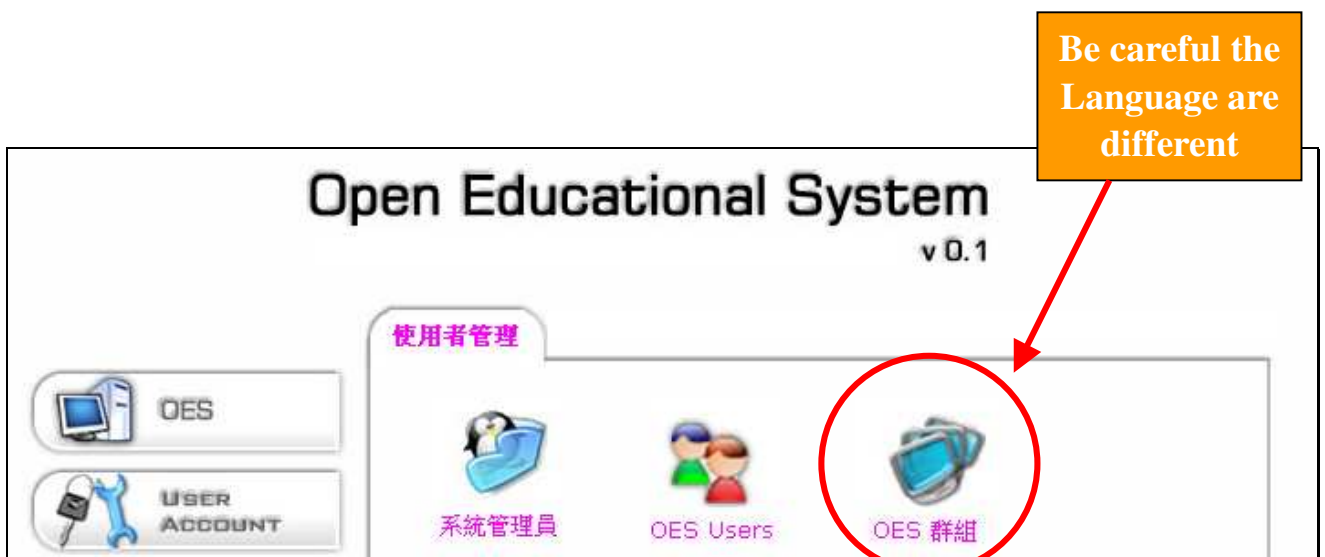 Be careful the
Language are
different
Open Educational System
v 0.1
使用者管理
OES
USER
ACCOUNT
系統管理員
OES Users
OES 群組